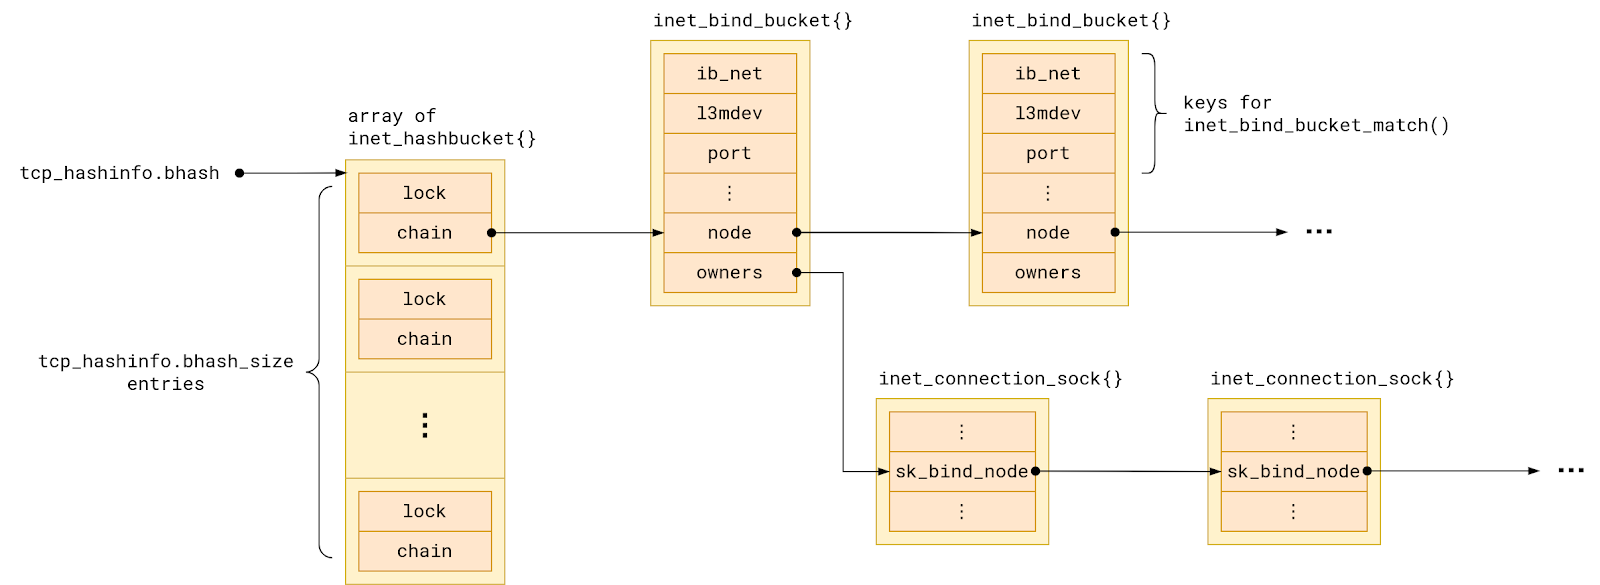 inet_bind_bucket{}
inet_bind_bucket{}
ib_net
l3mdev
port
⋮
node
owners
ib_net
l3mdev
port
⋮
node
owners
keys for
inet_bind_bucket_match()
...
array of
inet_hashbucket{}
tcp_hashinfo.bhash
lock
chain
lock
chain
⋮
lock
chain
tcp_hashinfo.bhash_size
entries
inet_connection_sock{}
⋮
sk_bind_node
⋮
inet_connection_sock{}
⋮
sk_bind_node
⋮
...